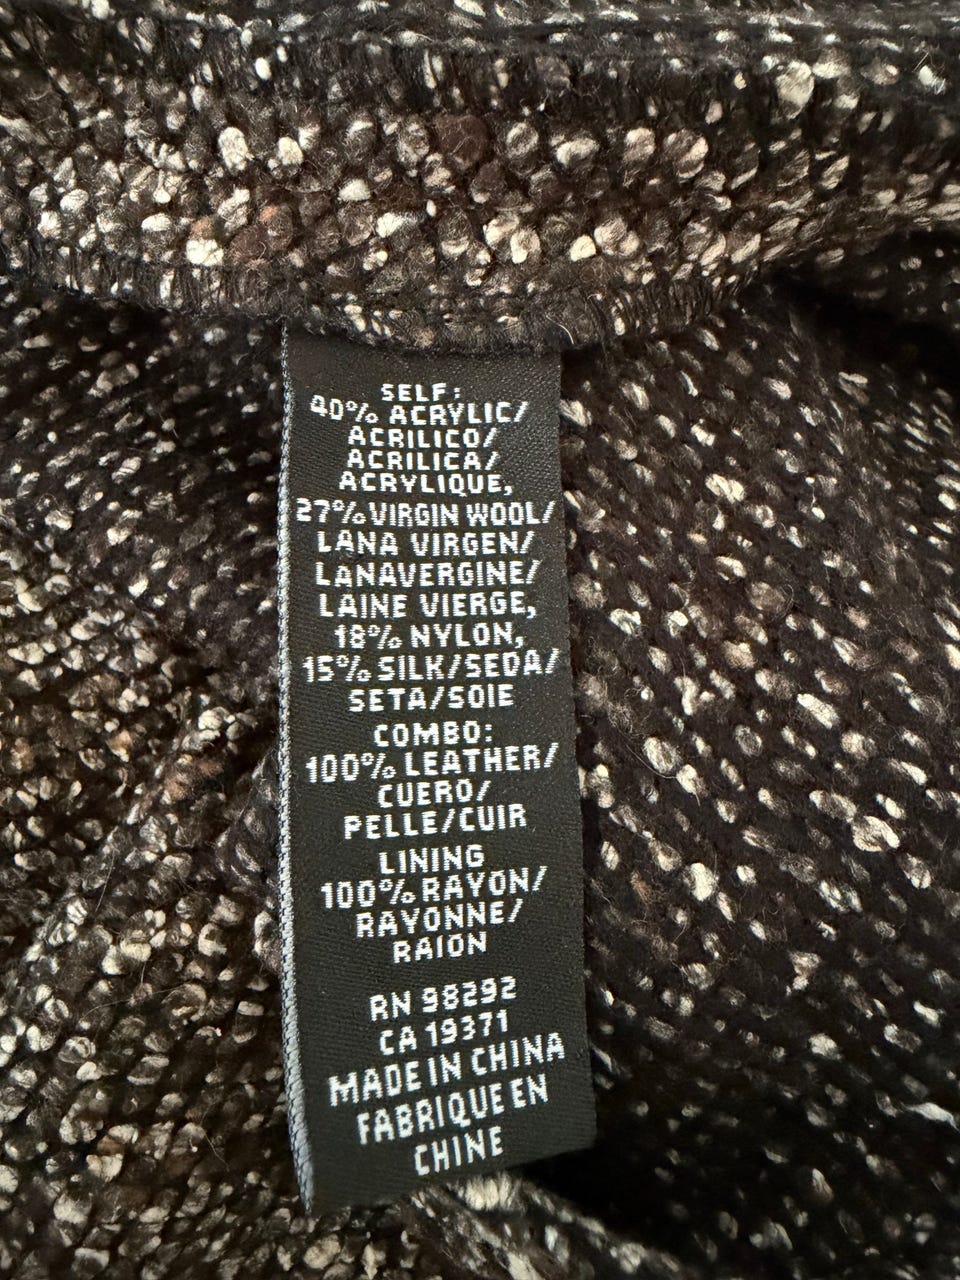 SELF:
40% ACRYLIC/
ACRILICO/
ACRILICA/
ACRYLIQUE,
27% VIRGIN WOOL/
LANA VIRGEN/
LANAVERGINE/
LAINE VIERGE,
18% NYLON,
15% SILK/SEDA/
SETA/SOIE
COMBO:
100% LEATHER/
CUERO/
PELLE/CUIR
LINING
100% RAYON/
RAYONNE/
RAION
RN 98292
CA 19371
MADE IN CHINA
FABRIQUE EN
CHINE